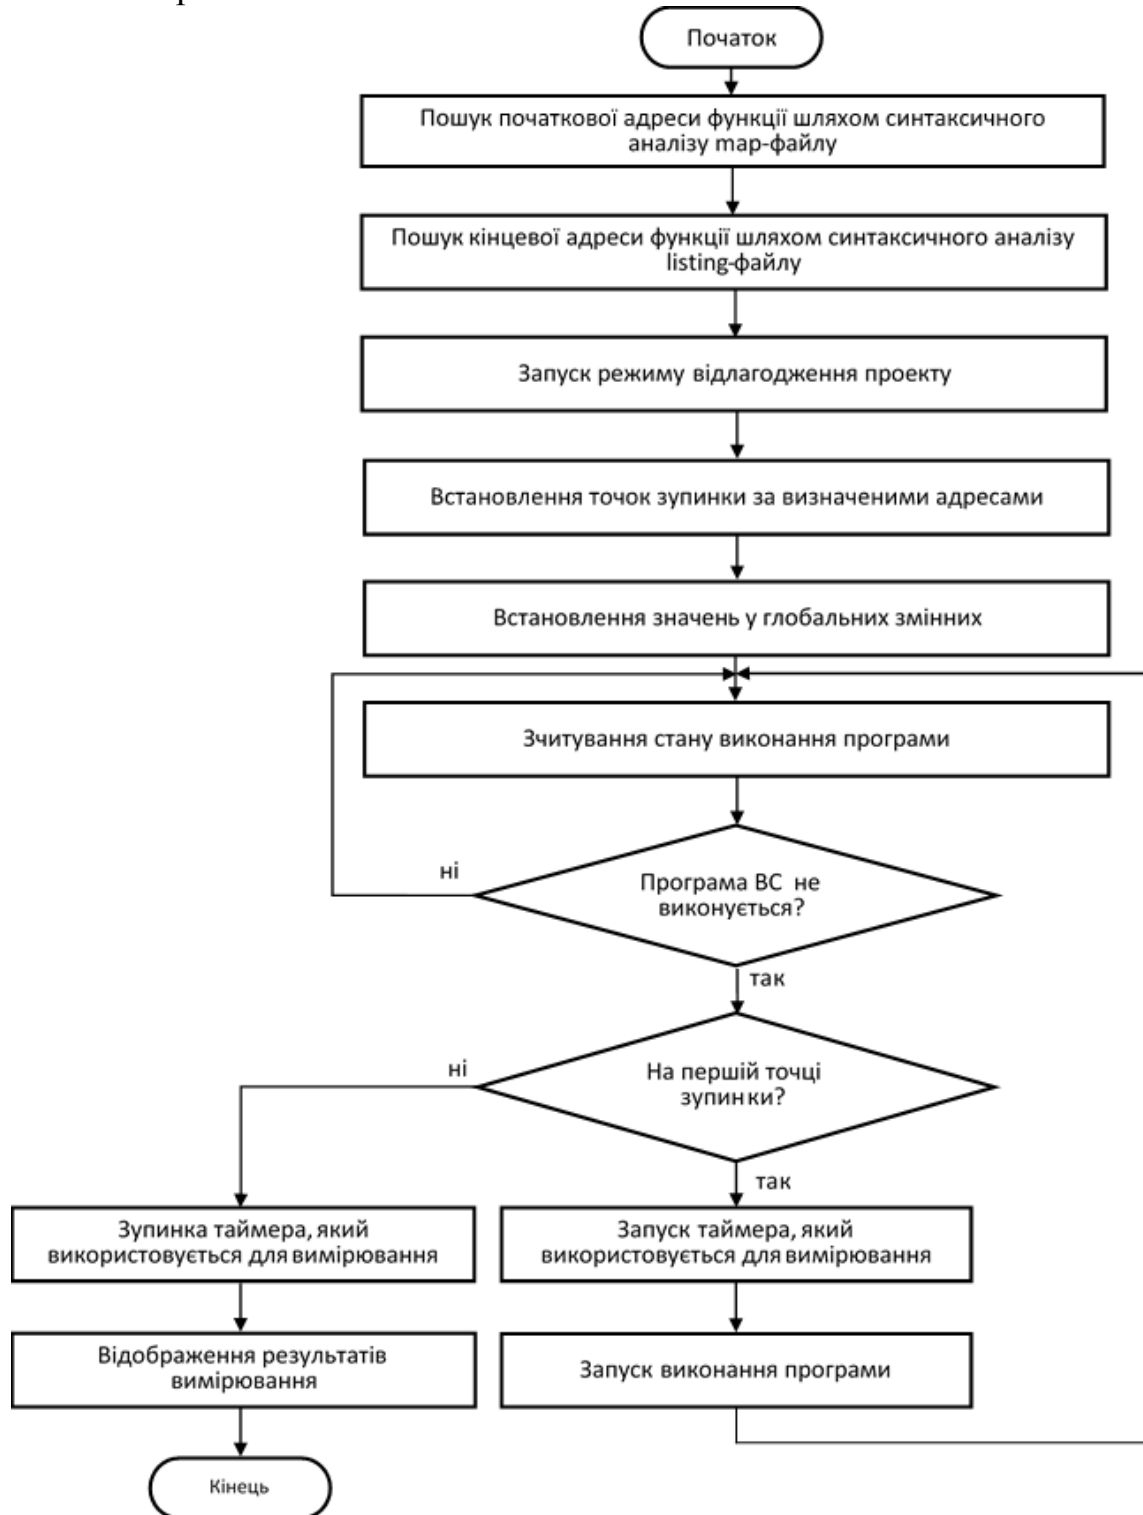 Початок
Пошук початкової адреси функції шляхом синтаксичного
аналізу map-файлу
Пошук кінцевої адреси функції шляхом синтаксичного аналізу
listing-файлу
Запуск режиму відлагодження проекту
Встановлення точок зупинки за визначеними адресами
Встановлення значень у глобальних змінних
Зчитування стану виконання програми
ні
Програма ВС не
виконується?
так
ні
На першій точці
зупинки?
так
Зупинка таймера, який
використовується для вимірювання
Запуск таймера, який
використовується для вимірювання
Відображення результатів
вимірювання
Запуск виконання програми
Кінець